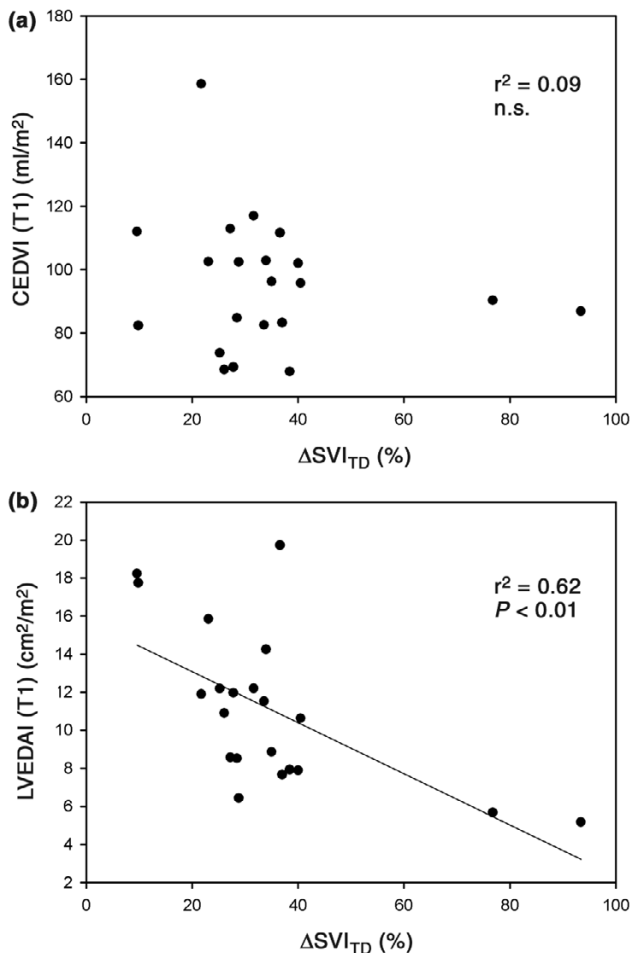 (a)
180
160
140
120
100
80
60
CEDVI (T1) (ml/m²)
r² = 0.09
n.s.
0 20 40 60 80 100
ΔSVI_TD (%)
(b)
22
20
18
16
14
12
10
8
6
4
2
LVEDAI (T1) (cm²/m²)
r² = 0.62
P < 0.01
0 20 40 60 80 100
ΔSVI_TD (%)